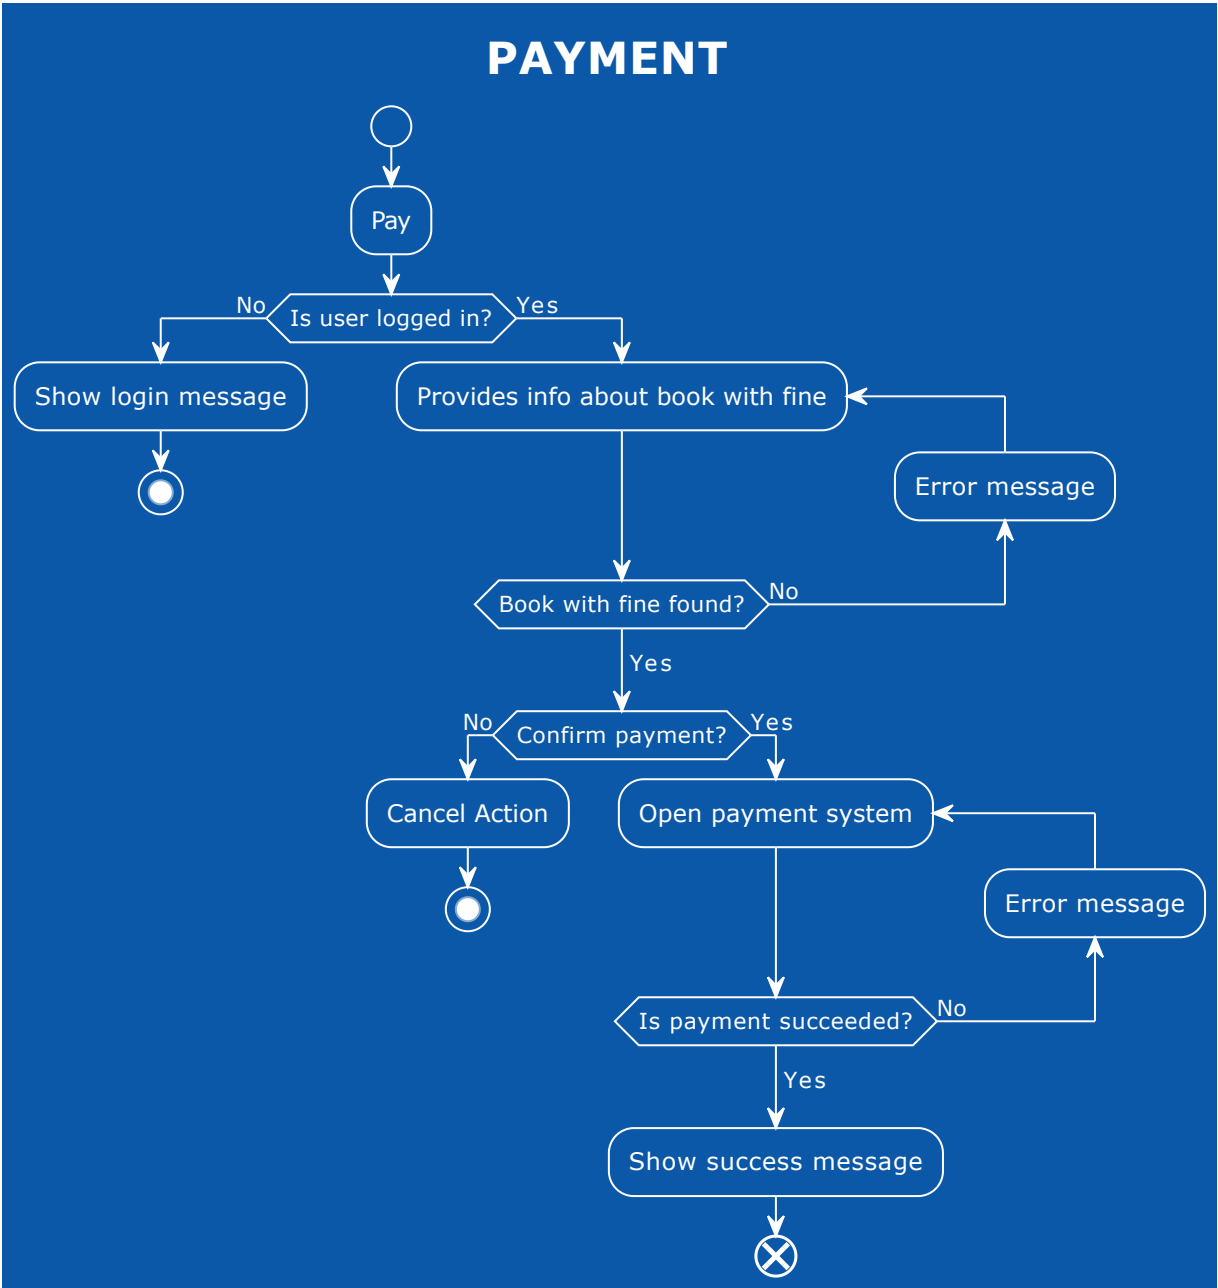 PAYMENT
Pay
No
Is user logged in?
Yes
Show login message
Provides info about book with fine
Error message
Book with fine found?
No
Yes
No
Confirm payment?
Yes
Cancel Action
Open payment system
Error message
Is payment succeeded?
No
Yes
Show success message